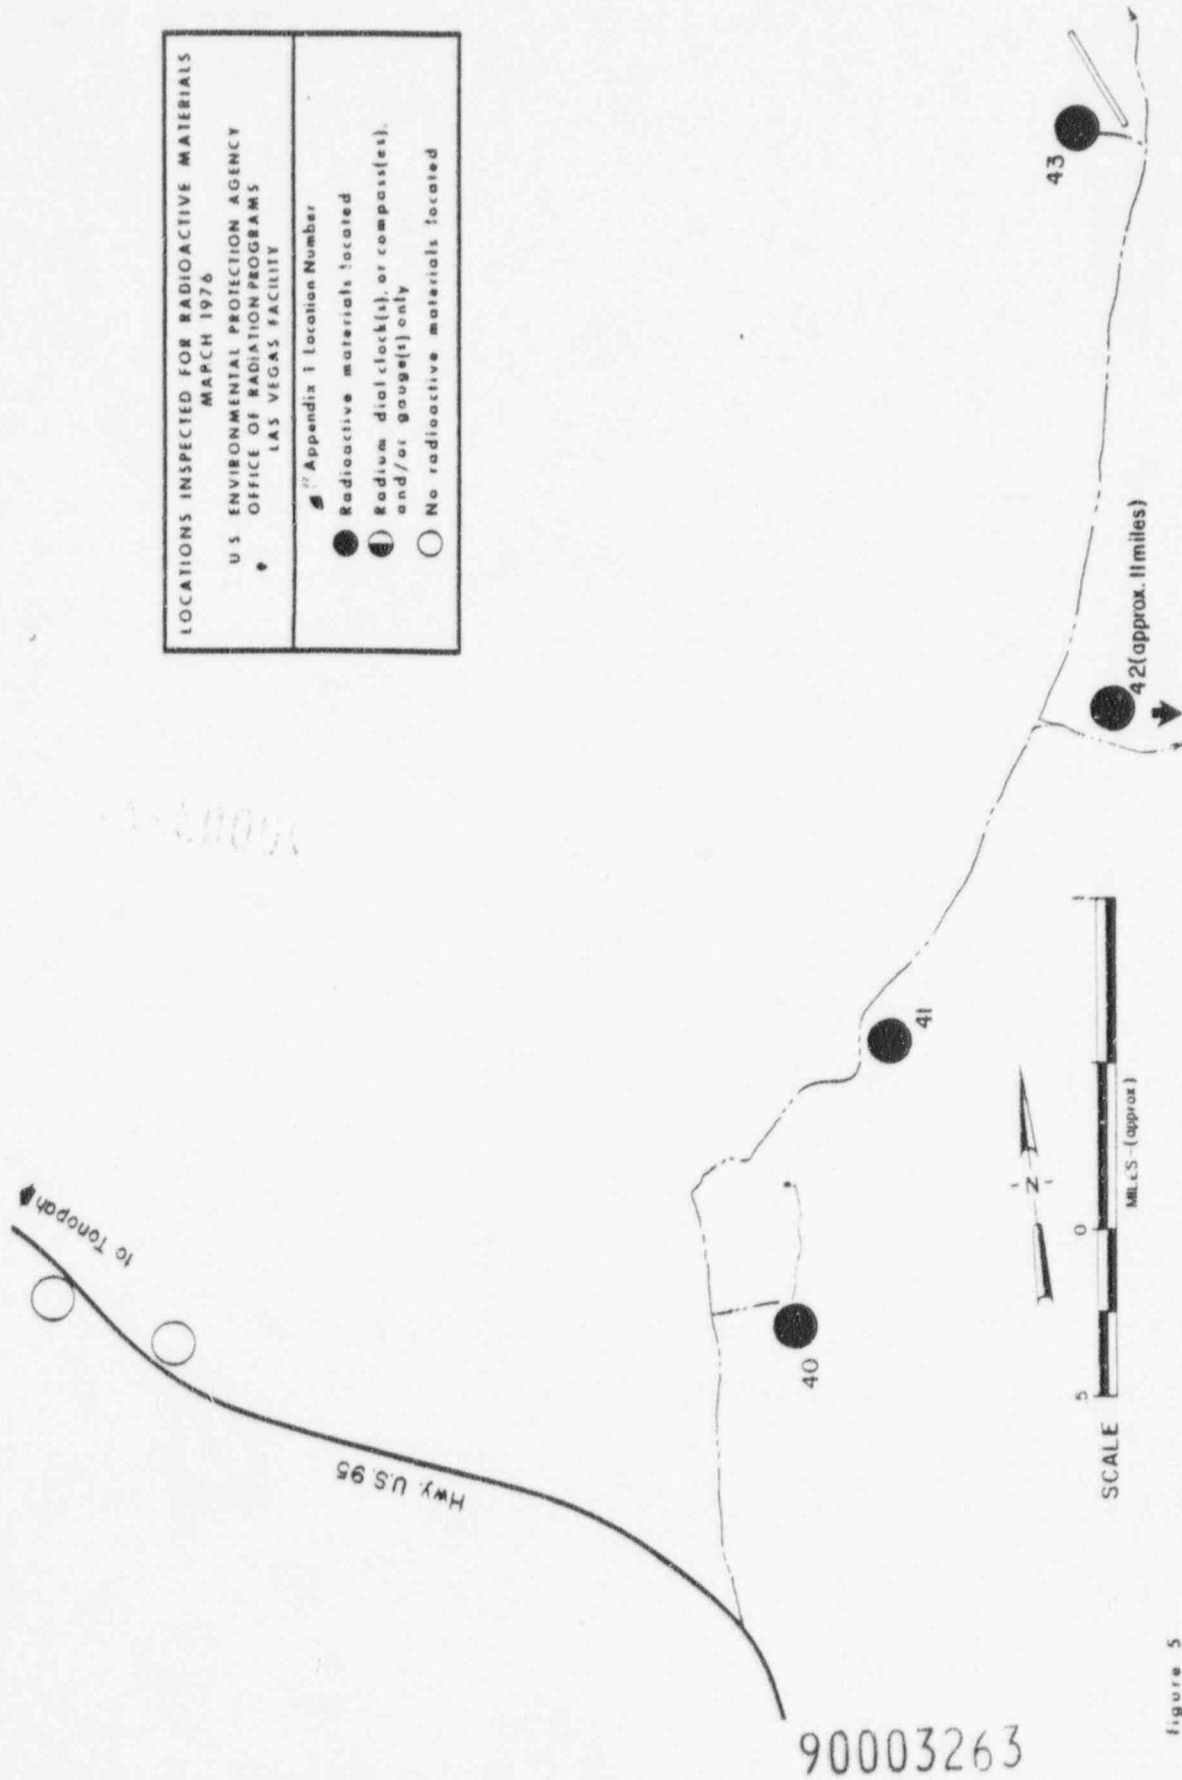 LOCATIONS INSPECTED FOR RADIOACTIVE MATERIALS
MARCH 1976
U S ENVIRONMENTAL PROTECTION AGENCY
OFFICE OF RADIATION PROGRAMS
LAS VEGAS FACILITY
Appendix 1 Location Number
Radioactive materials located
Radium dial clock(s), or compass(es),
and/or gauge(s) only
No radioactive materials located
to Tonopah
Hwy. U.S. 95
40
41
42(approx. 11 miles)
43
N
SCALE
5
0
MILES-(approx)
figure 5
90003263